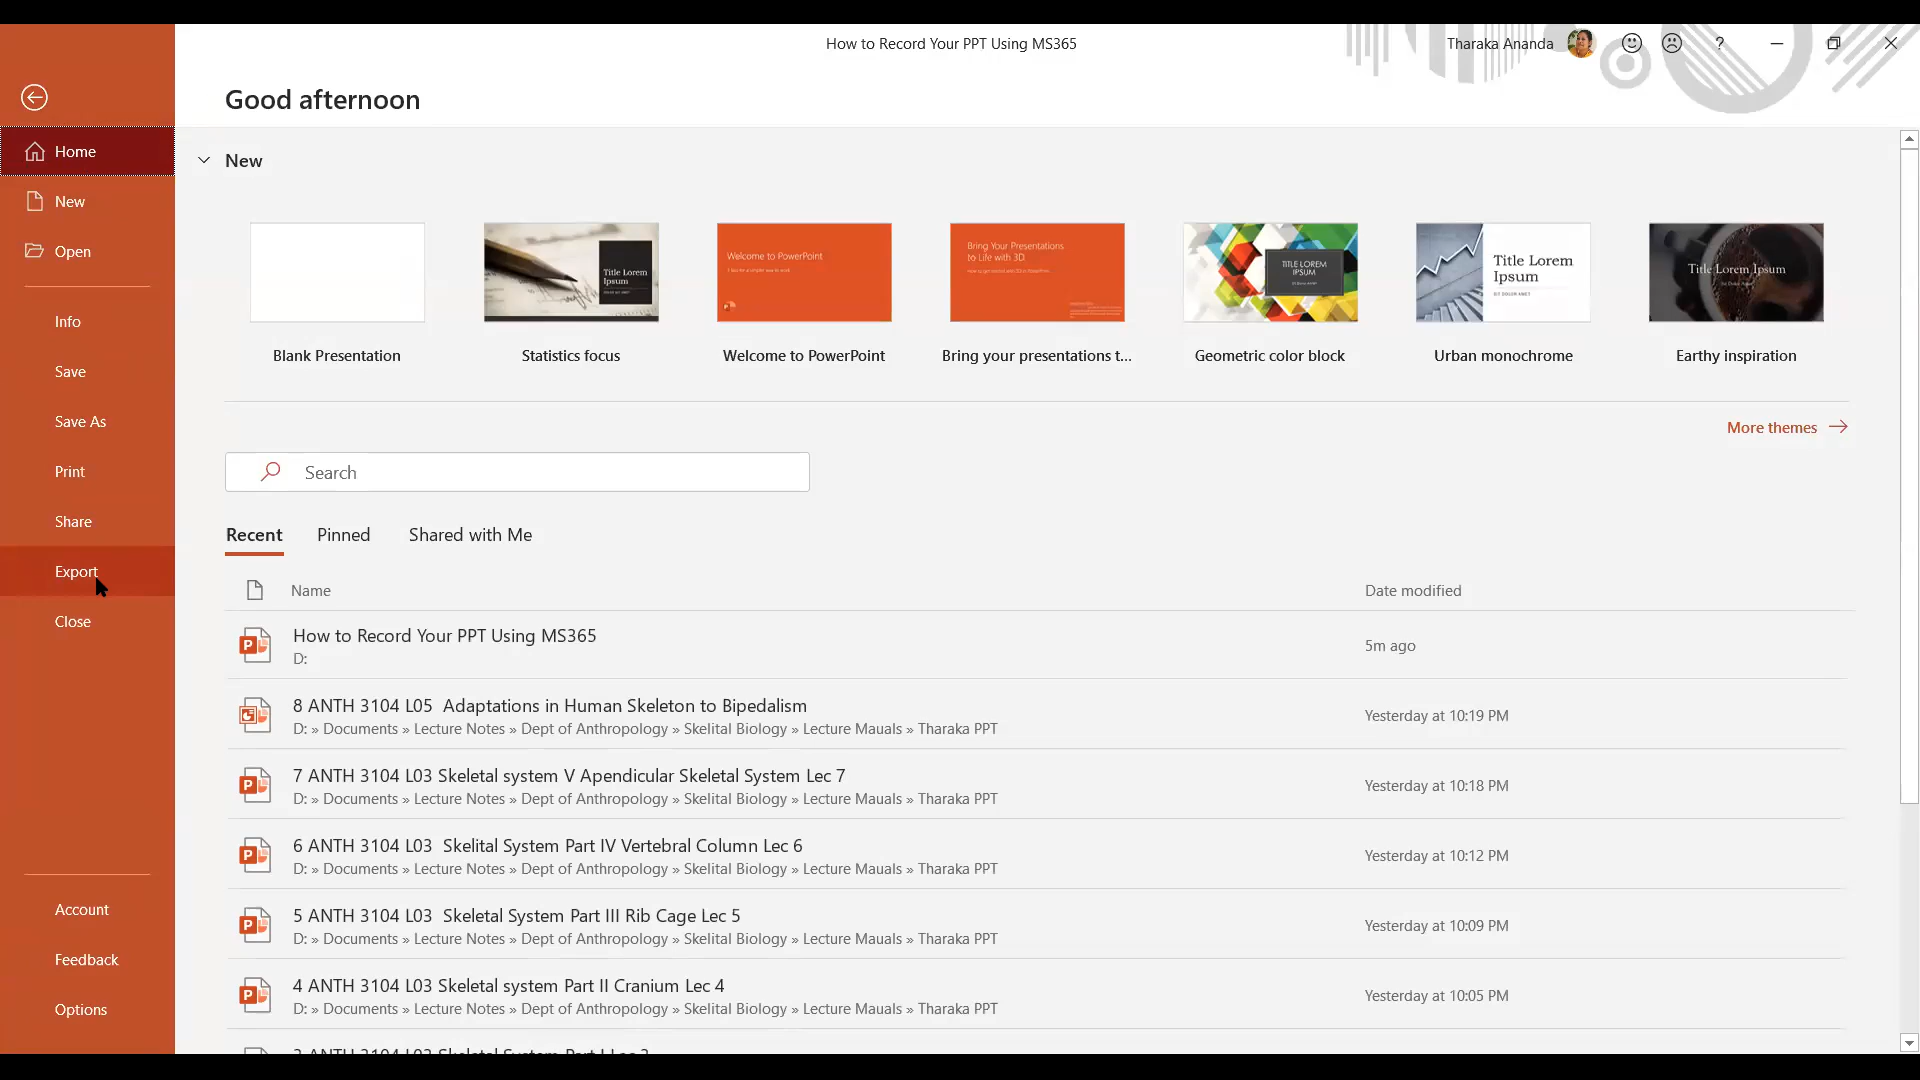 How to Record Your PPT Using MS365
Tharaka Ananda
?
Good afternoon
Home
New
Open
Info
Save
Save As
Print
Share
Export
Close
Account
Feedback
Options
New
Title Lorem
Ipsum
Welcome to PowerPoint
Bring Your Presentations
to Life with 3D
TITLE LOREM
IPSUM
Title Lorem
Ipsum
SIT DOLOR AMET
Title Lorem Ipsum
Blank Presentation
Statistics focus
Welcome to PowerPoint
Bring your presentations t...
Geometric color block
Urban monochrome
Earthy inspiration
More themes
Search
Recent Pinned Shared with Me
Name Date modified
How to Record Your PPT Using MS365
D:
5m ago
8 ANTH 3104 L05 Adaptations in Human Skeleton to Bipedalism
D: » Documents » Lecture Notes » Dept of Anthropology » Skelital Biology » Lecture Mauals » Tharaka PPT
Yesterday at 10:19 PM
7 ANTH 3104 L03 Skeletal system V Apendicular Skeletal System Lec 7
D: » Documents » Lecture Notes » Dept of Anthropology » Skelital Biology » Lecture Mauals » Tharaka PPT
Yesterday at 10:18 PM
6 ANTH 3104 L03 Skelital System Part IV Vertebral Column Lec 6
D: » Documents » Lecture Notes » Dept of Anthropology » Skelital Biology » Lecture Mauals » Tharaka PPT
Yesterday at 10:12 PM
5 ANTH 3104 L03 Skeletal System Part III Rib Cage Lec 5
D: » Documents » Lecture Notes » Dept of Anthropology » Skelital Biology » Lecture Mauals » Tharaka PPT
Yesterday at 10:09 PM
4 ANTH 3104 L03 Skeletal system Part II Cranium Lec 4
D: » Documents » Lecture Notes » Dept of Anthropology » Skelital Biology » Lecture Mauals » Tharaka PPT
Yesterday at 10:05 PM